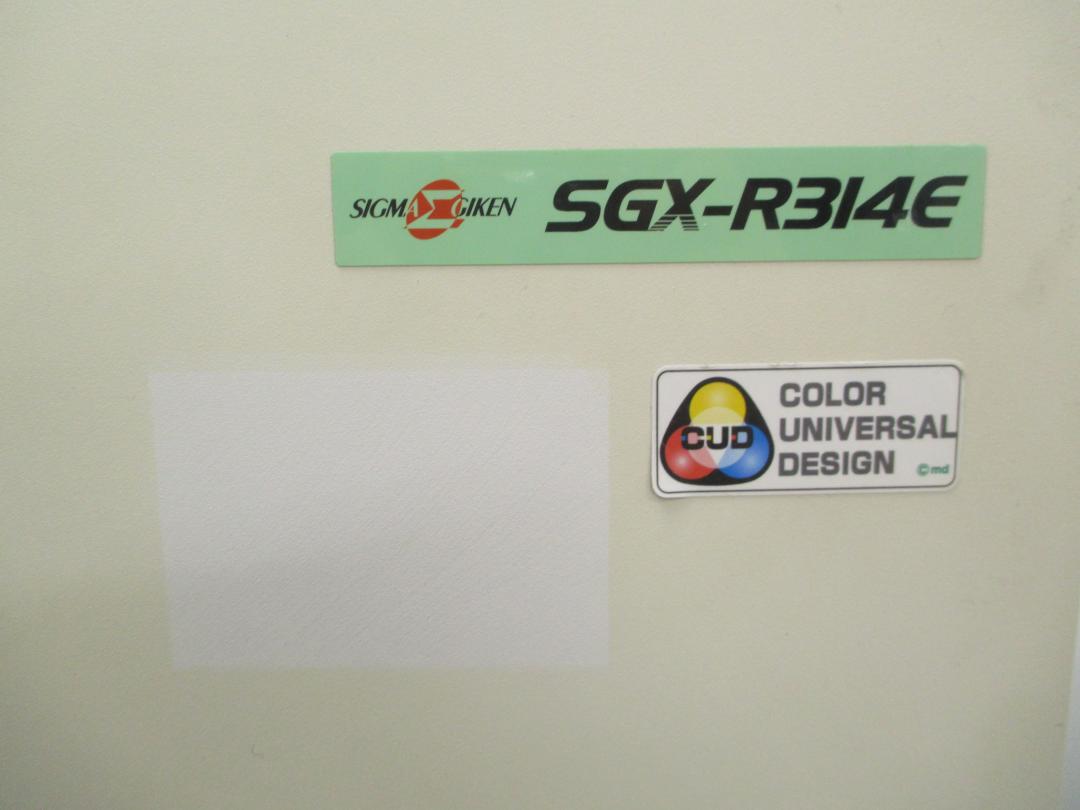 SIGMA Σ GIKEN SGX-R314E
CUD
COLOR
UNIVERSAL
DESIGN
©md